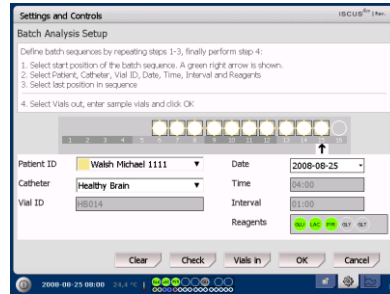 Settings and Controls
ISCUSflex
Batch Analysis Setup
Define batch sequences by repeating steps 1-3, finally perform step 4:
1. Select start position of the batch sequence. A green right arrow is shown.
2. Select Patient, Catheter, Vial ID, Date, Time, Interval and Reagents
3. Select last position in sequence
4. Select Vials out, enter sample vials and click OK
1 2 3 4 5 6 7 8 9 10 11 12 13 14 15 16
Patient ID Walsh Michael 1111 Date 2008-08-25
Catheter Healthy Brain Time 04:00
Vial ID HB014 Interval 01:00
Reagents GLU LAC PYR GLY GLT
Clear Check Vials in OK Cancel
2008-08-25 08:00 24,4 °C